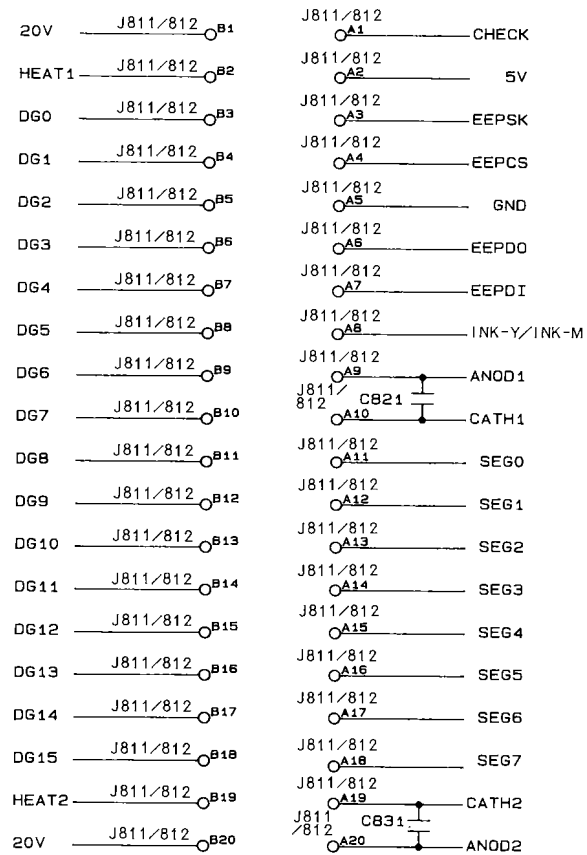 20V J811/812 B1
HEAT1 J811/812 B2
DG0 J811/812 B3
DG1 J811/812 B4
DG2 J811/812 B5
DG3 J811/812 B6
DG4 J811/812 B7
DG5 J811/812 B8
DG6 J811/812 B9
DG7 J811/812 B10
DG8 J811/812 B11
DG9 J811/812 B12
DG10 J811/812 B13
DG11 J811/812 B14
DG12 J811/812 B15
DG13 J811/812 B16
DG14 J811/812 B17
DG15 J811/812 B18
HEAT2 J811/812 B19
20V J811/812 B20
J811/812
A1 CHECK
J811/812
A2 5V
J811/812
A3 EEPSK
J811/812
A4 EEPCS
J811/812
A5 GND
J811/812
A6 EEPDO
J811/812
A7 EEPDI
J811/812
A8 INK-Y/INK-M
J811/812
A9 ANOD1
J811/
812 C821
A10 CATH1
J811/812
A11 SEG0
J811/812
A12 SEG1
J811/812
A13 SEG2
J811/812
A14 SEG3
J811/812
A15 SEG4
J811/812
A16 SEG5
J811/812
A17 SEG6
J811/812
A18 SEG7
J811/812
A19 CATH2
J811
/812 C831
A20 ANOD2